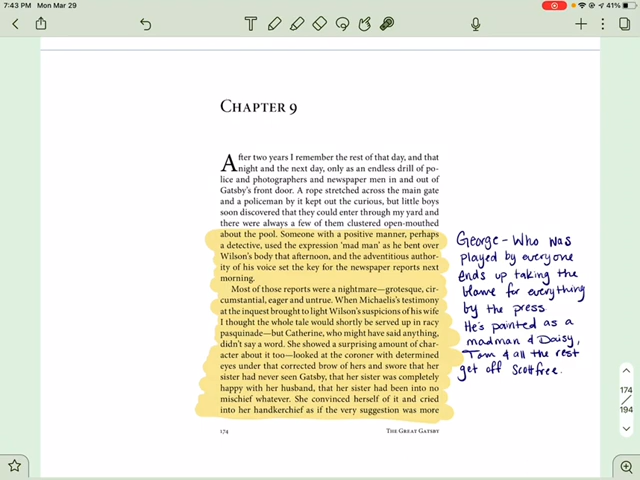 7:43 PM Mon Mar 29
41%
T
CHAPTER 9
After two years I remember the rest of that day, and that
night and the next day, only as an endless drill of po-
lice and photographers and newspaper men in and out of
Gatsby's front door. A rope stretched across the main gate
and a policeman by it kept out the curious, but little boys
soon discovered that they could enter through my yard and
there were always a few of them clustered open-mouthed
about the pool. Someone with a positive manner, perhaps
a detective, used the expression 'mad man' as he bent over
Wilson's body that afternoon, and the adventitious author-
ity of his voice set the key for the newspaper reports next
morning.
Most of those reports were a nightmare—grotesque, cir-
cumstantial, eager and untrue. When Michaelis's testimony
at the inquest brought to light Wilson's suspicions of his wife
I thought the whole tale would shortly be served up in racy
pasquinade—but Catherine, who might have said anything,
didn't say a word. She showed a surprising amount of char-
acter about it too—looked at the coroner with determined
eyes under that corrected brow of hers and swore that her
sister had never seen Gatsby, that her sister was completely
happy with her husband, that her sister had been into no
mischief whatever. She convinced herself of it and cried
into her handkerchief as if the very suggestion was more
174
THE GREAT GATSBY
George - Who was
played by everyone
ends up taking the
blame for everything
by the press
He's painted as a
madman & Daisy,
Tom & all the rest
get off Scottfree.
174
194